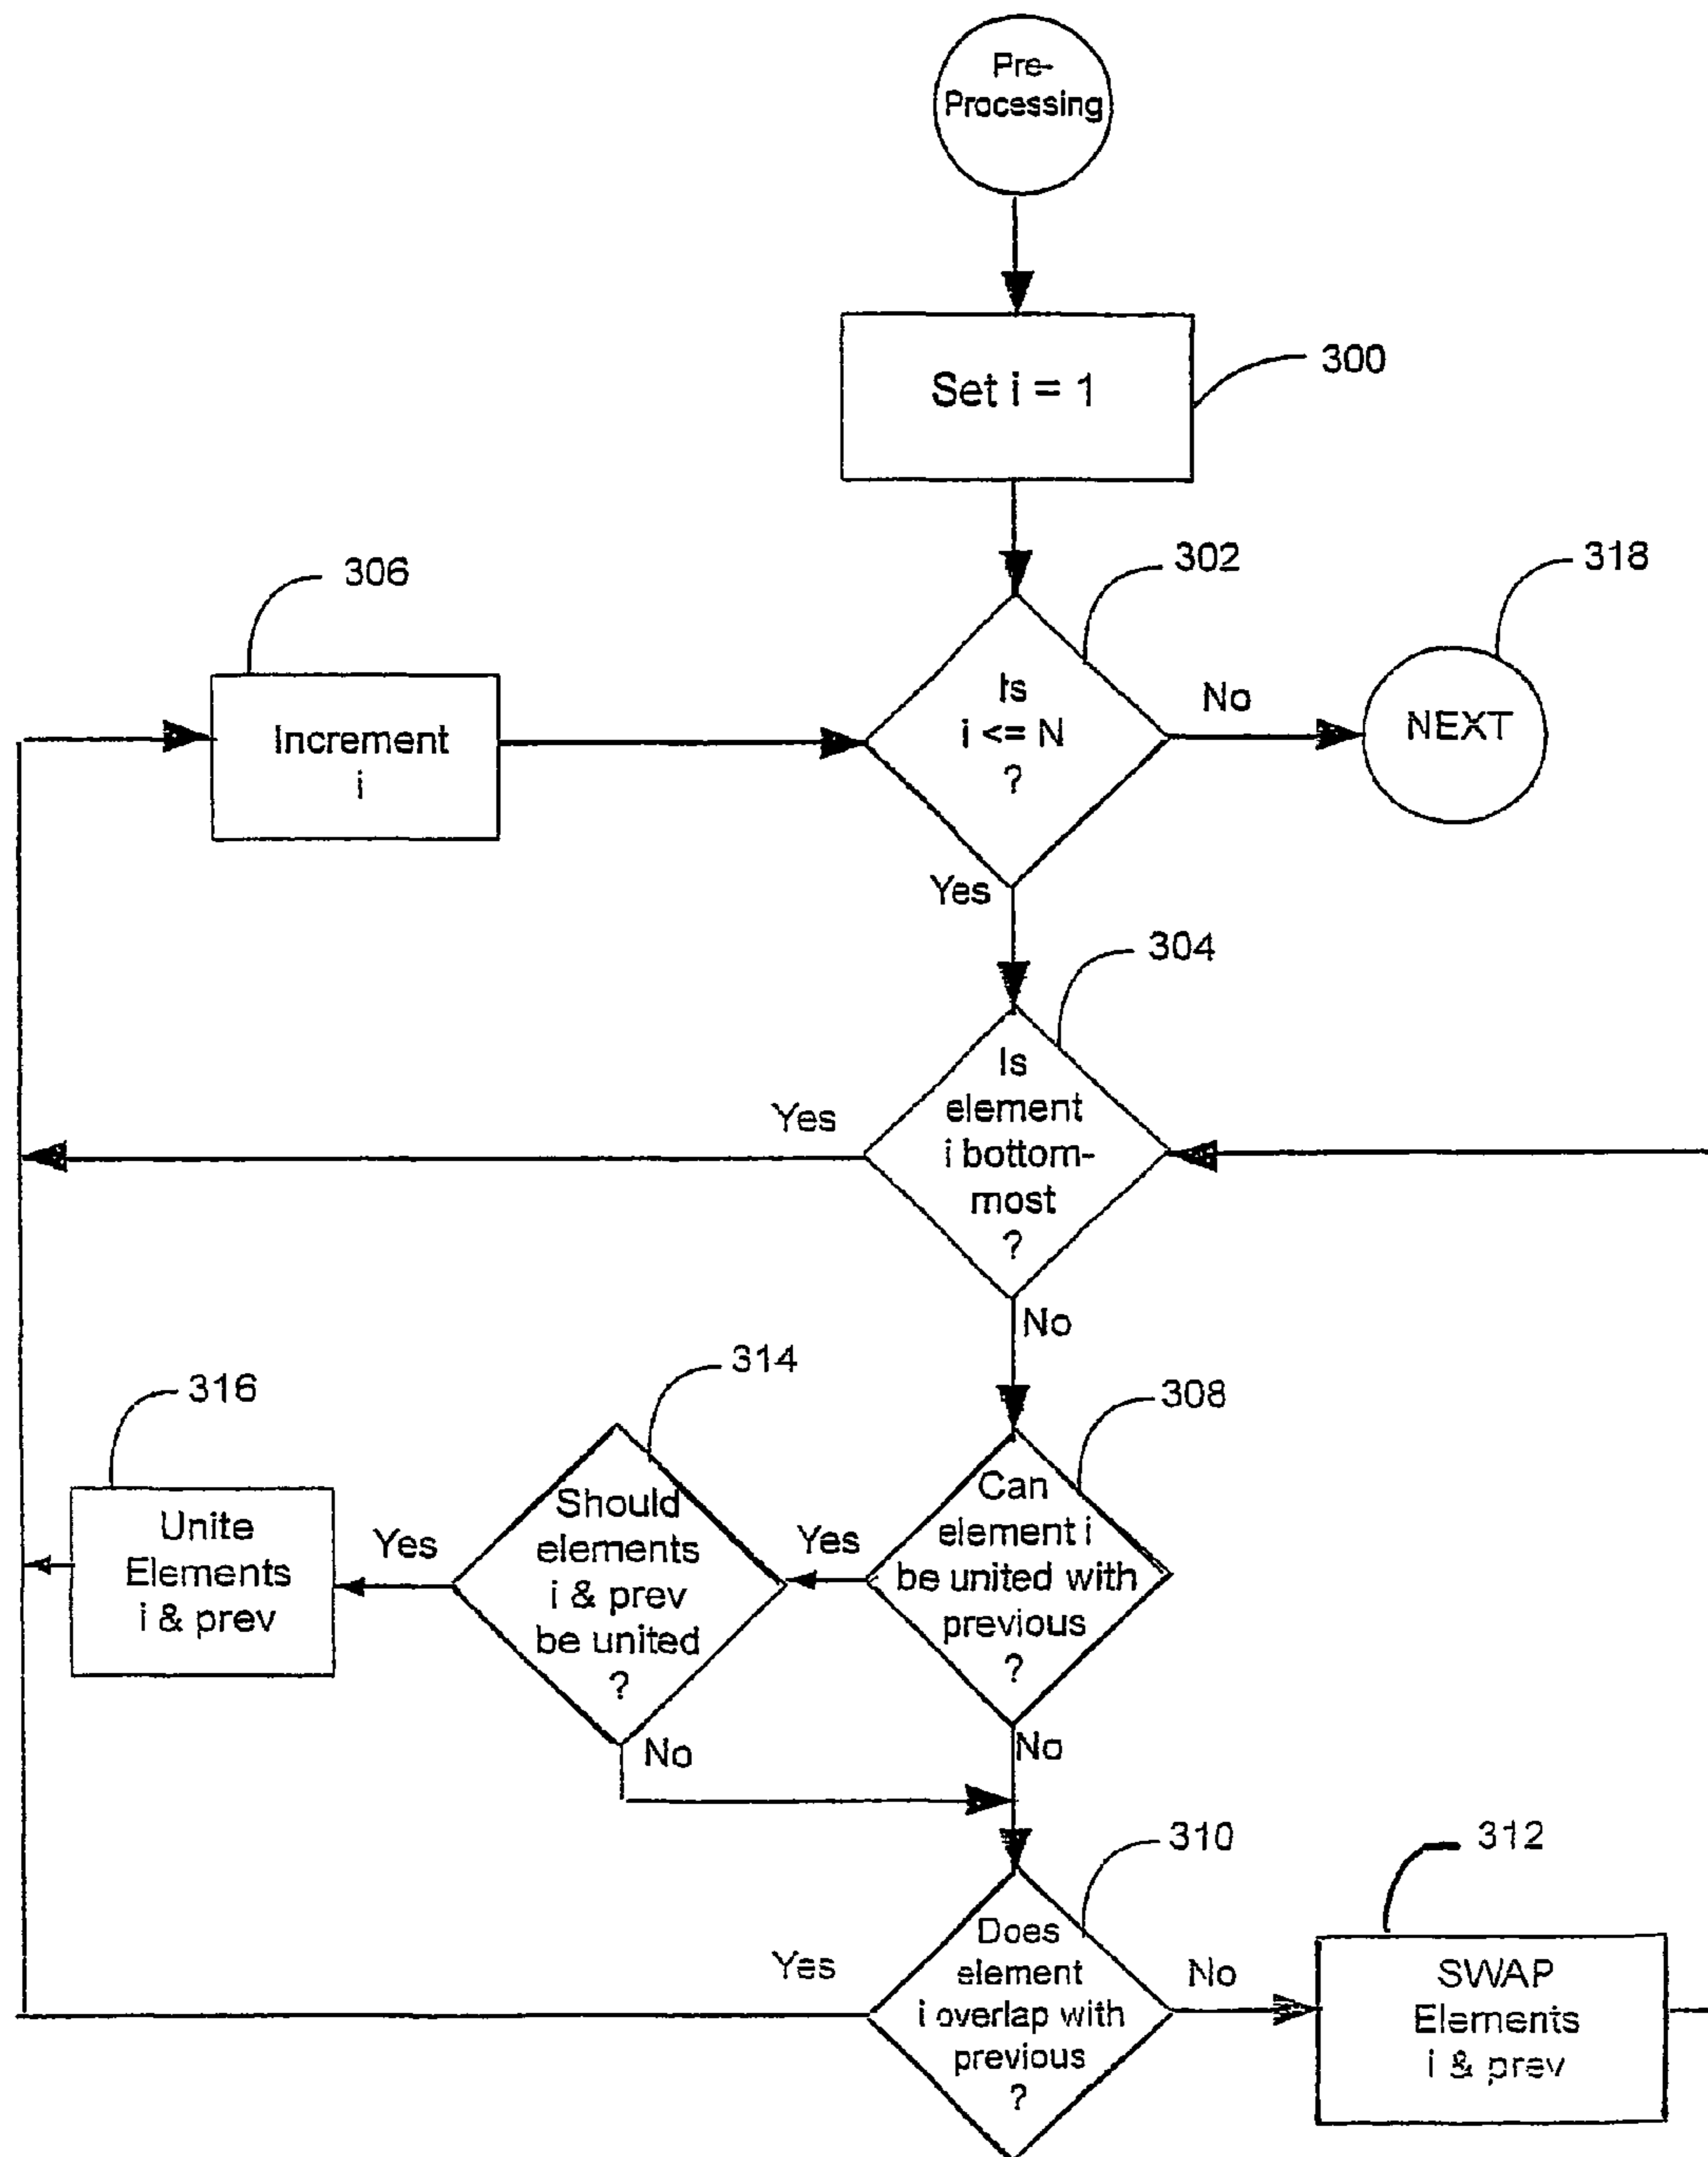 Pre-
Processing
Set i = 1
300
302
318
306
Is
i <= N
?
No
NEXT
Increment
i
Yes
304
Is
element
i bottom-
most
?
Yes
No
314
308
316
Can
element i
be united with
previous
?
Yes
Should
elements
i & prev
be united
?
Yes
Unite
Elements
i & prev
No
No
310
312
Does
element
i overlap with
previous
?
Yes
No
SWAP
Elements
i & prev